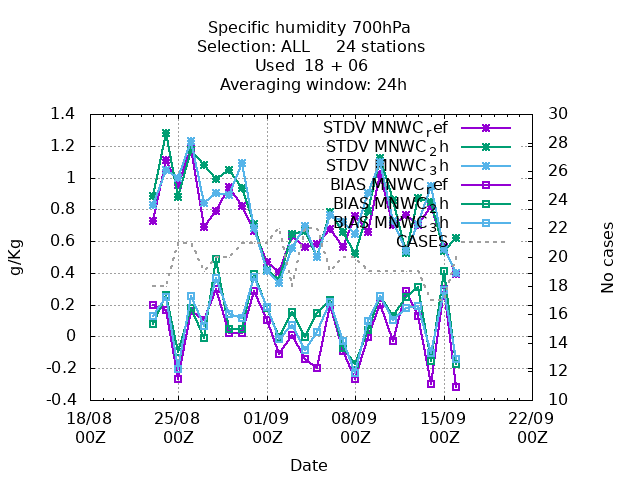 Specific humidity 700hPa
Selection: ALL 24 stations
Used 18 + 06
Averaging window: 24h
1.4
1.2
1
0.8
0.6
0.4
0.2
0
-0.2
-0.4
g/Kg
30
28
26
24
22
20
18
16
14
12
10
No cases
STDV MNWC_ref
STDV MNWC_2h
STDV MNWC_3h
BIAS MNWC_ref
BIAS MNWC_2h
BIAS MNWC_3h
CASES
18/08 00Z
25/08 00Z
01/09 00Z
08/09 00Z
15/09 00Z
22/09 00Z
Date